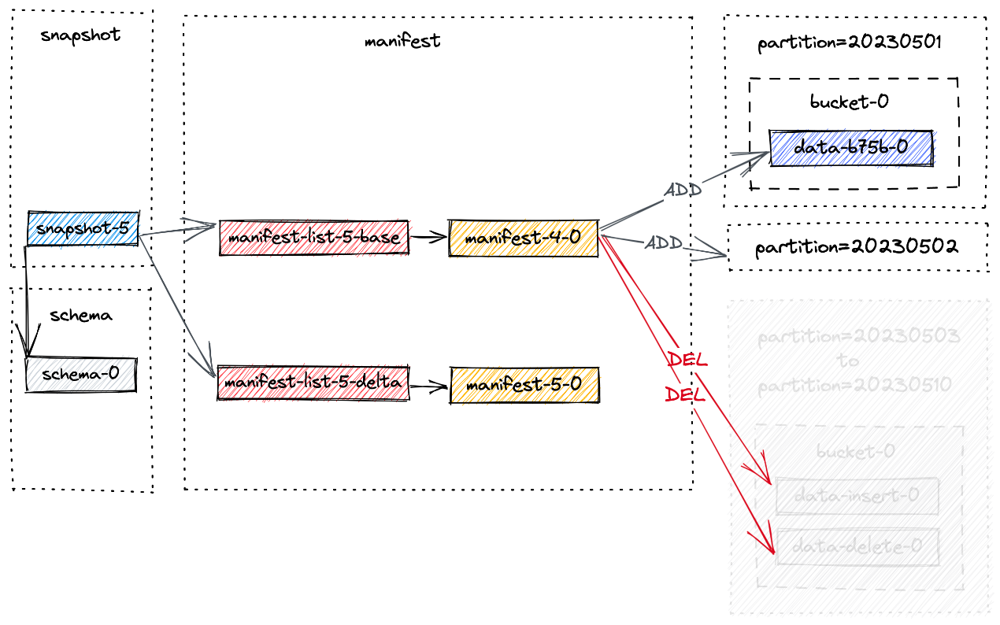 snapshot
snapshot-5
schema
schema-0
manifest
manifest-list-5-base
manifest-4-0
manifest-list-5-delta
manifest-5-0
ADD
ADD
DEL
DEL
partition=20230501
bucket-0
data-b75b-0
partition=20230502
partition=20230503
to
partition=20230510
bucket-0
data-insert-0
data-delete-0